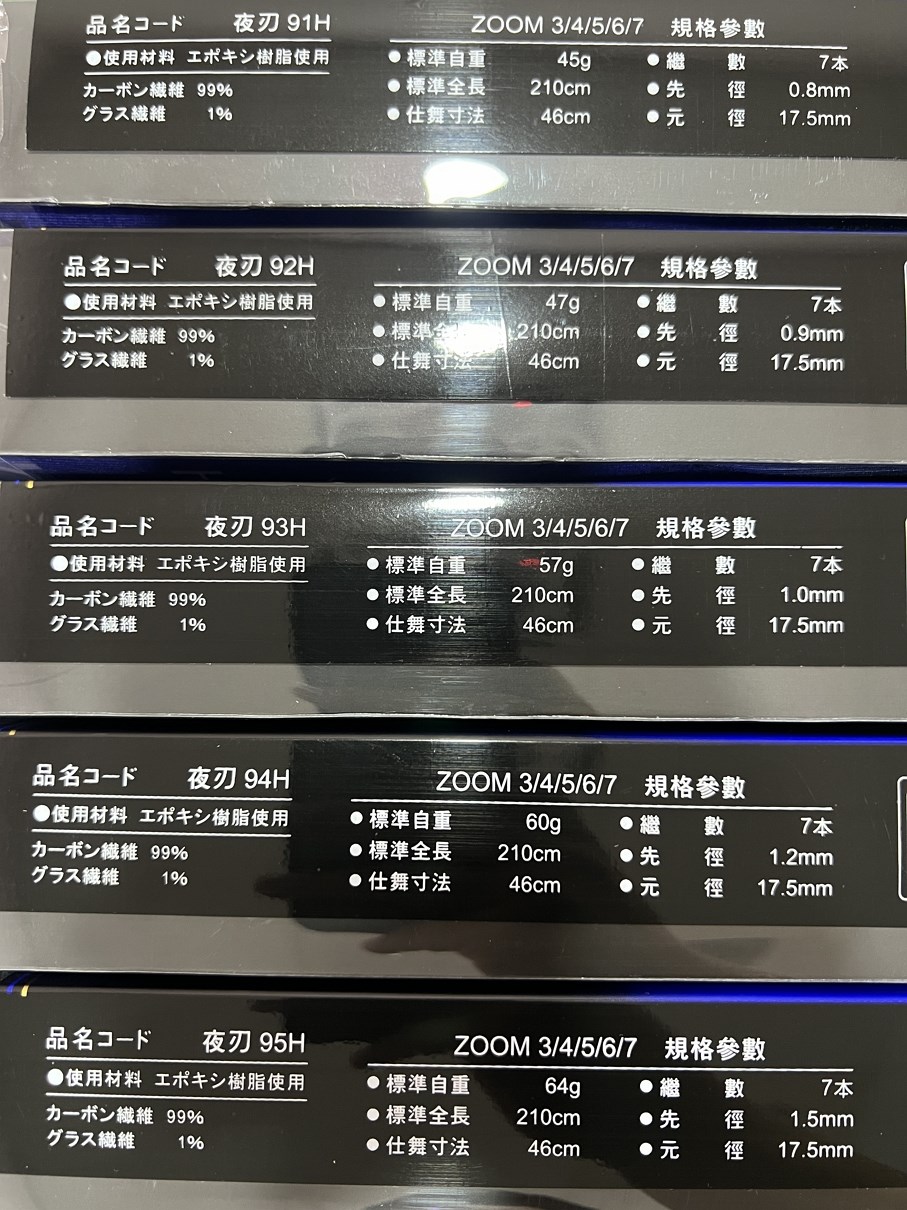 品名コード 夜刃 91H
●使用材料 エポキシ樹脂使用
カーボン繊維 99%
グラス繊維 1%
ZOOM 3/4/5/6/7 規格參數
●標準自重 45g ●繼數 7本
●標準全長 210cm ●先徑 0.8mm
●仕舞寸法 46cm ●元徑 17.5mm
品名コード 夜刃 92H
●使用材料 エポキシ樹脂使用
カーボン繊維 99%
グラス繊維 1%
ZOOM 3/4/5/6/7 規格參數
●標準自重 47g ●繼數 7本
●標準全長 210cm ●先徑 0.9mm
●仕舞寸法 46cm ●元徑 17.5mm
品名コード 夜刃 93H
●使用材料 エポキシ樹脂使用
カーボン繊維 99%
グラス繊維 1%
ZOOM 3/4/5/6/7 規格參數
●標準自重 57g ●繼數 7本
●標準全長 210cm ●先徑 1.0mm
●仕舞寸法 46cm ●元徑 17.5mm
品名コード 夜刃 94H
●使用材料 エポキシ樹脂使用
カーボン繊維 99%
グラス繊維 1%
ZOOM 3/4/5/6/7 規格參數
●標準自重 60g ●繼數 7本
●標準全長 210cm ●先徑 1.2mm
●仕舞寸法 46cm ●元徑 17.5mm
品名コード 夜刃 95H
●使用材料 エポキシ樹脂使用
カーボン繊維 99%
グラス繊維 1%
ZOOM 3/4/5/6/7 規格參數
●標準自重 64g ●繼數 7本
●標準全長 210cm ●先徑 1.5mm
●仕舞寸法 46cm ●元徑 17.5mm